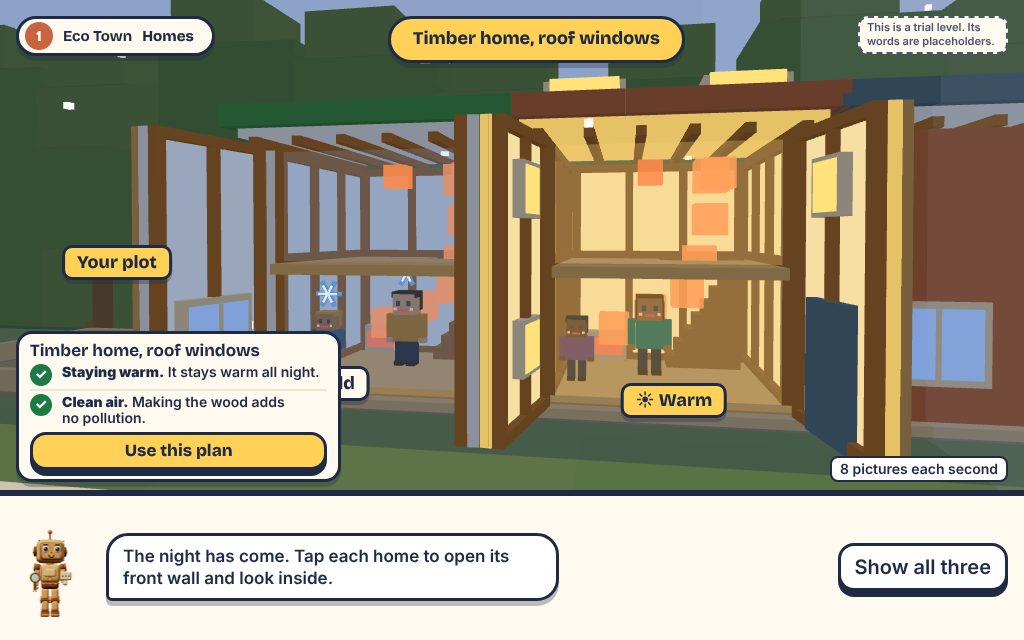 1 Eco Town Homes
Timber home, roof windows
This is a trial level. Its
words are placeholders.
Your plot
Timber home, roof windows
Staying warm. It stays warm all night.
Clean air. Making the wood adds
no pollution.
Use this plan
☀ Warm
8 pictures each second
The night has come. Tap each home to open its
front wall and look inside.
Show all three